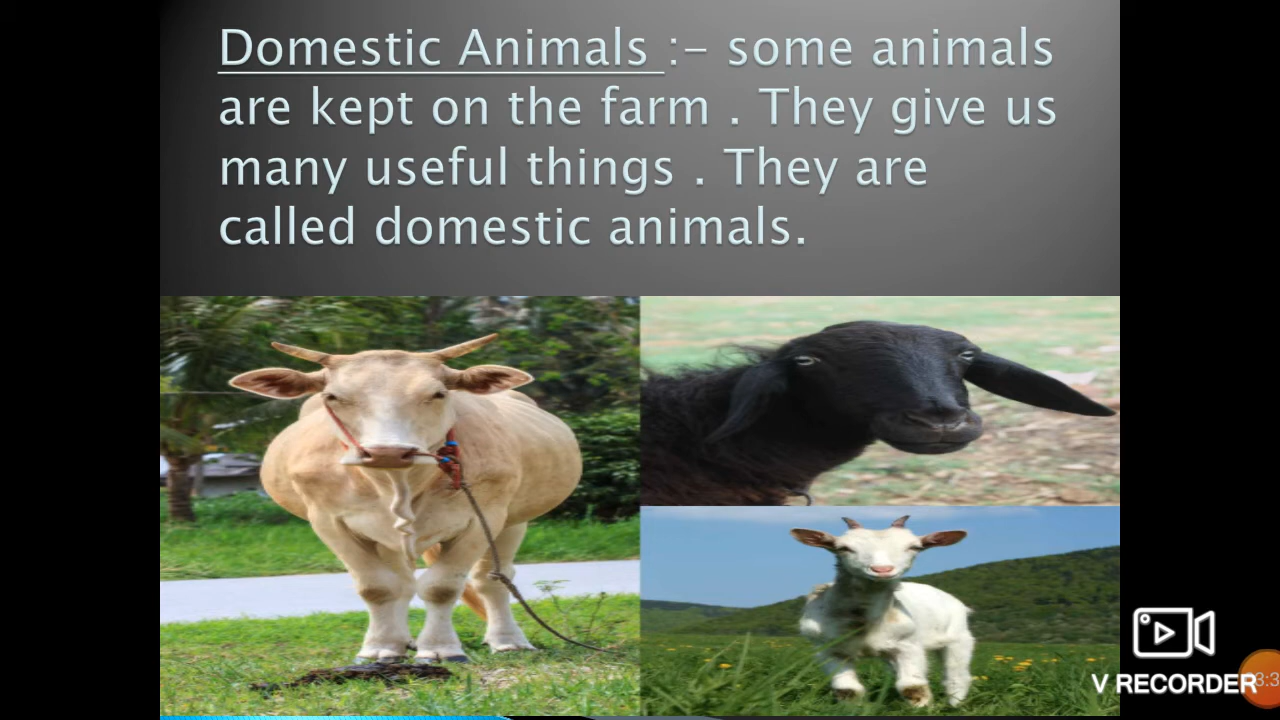 Domestic Animals :- some animals
are kept on the farm . They give us
many useful things . They are
called domestic animals.
V RECORDER